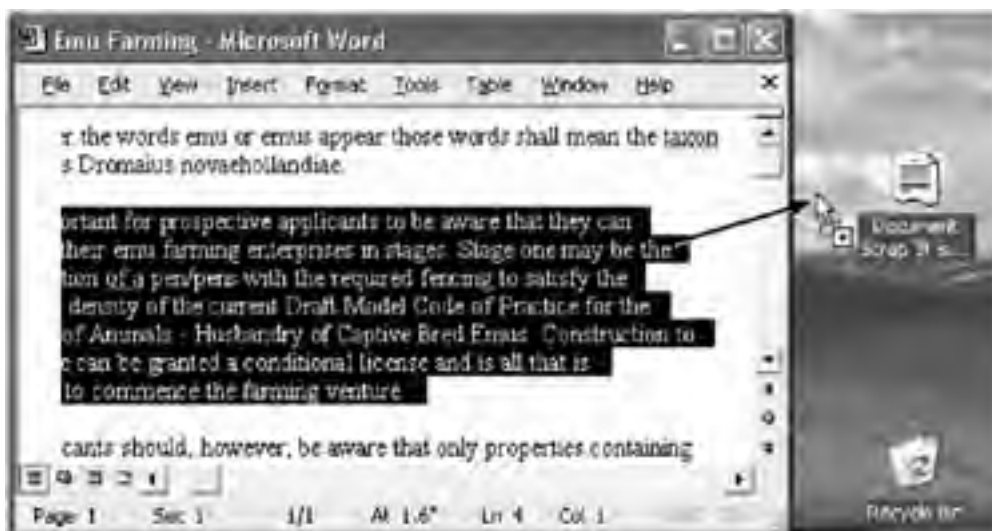 Emu Farming - Microsoft Word
File Edit View Insert Format Tools Table Window Help
r the words emu or emus appear those words shall mean the taxon
s Dromaius novaehollandiae.
ortant for prospective applicants to be aware that they can
their emu farming enterprises in stages. Stage one may be the
tion of a pen/pens with the required fencing to satisfy the
density of the current Draft Model Code of Practice for the
of Animals - Husbandry of Captive Bred Emus. Construction to
e can be granted a conditional license and is all that is
to commence the farming venture
cants should, however, be aware that only properties containing
Page 1 Sec 1 1/1 At 1.6" Ln 4 Col 1
Document
Scrap 'It s...
Recycle Bin